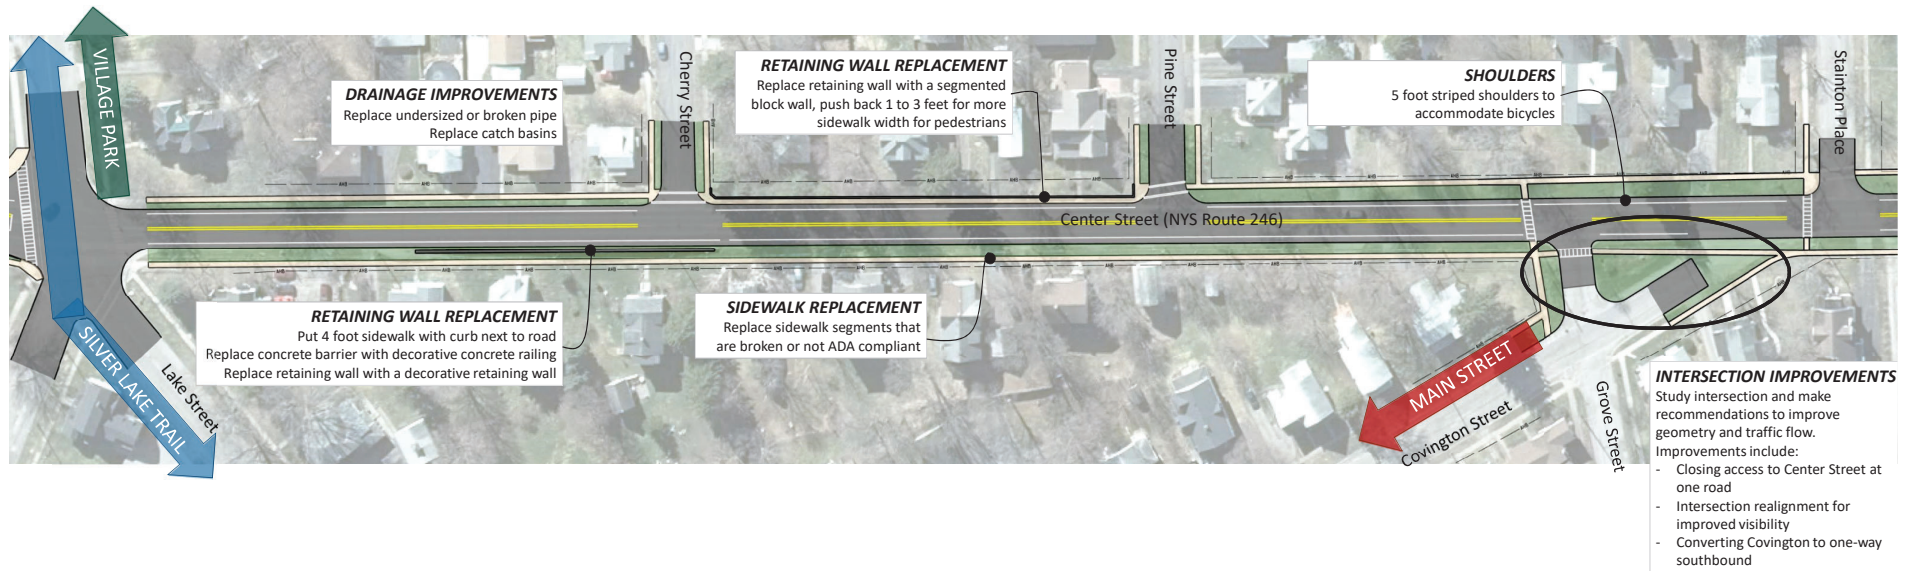 VILLAGE PARK
SILVER LAKE TRAIL
Lake Street
DRAINAGE IMPROVEMENTS
Replace undersized or broken pipe
Replace catch basins
Cherry Street
RETAINING WALL REPLACEMENT
Replace retaining wall with a segmented
block wall, push back 1 to 3 feet for more
sidewalk width for pedestrians
Pine Street
SHOULDERS
5 foot striped shoulders to
accommodate bicycles
Stainton Place
Center Street (NYS Route 246)
RETAINING WALL REPLACEMENT
Put 4 foot sidewalk with curb next to road
Replace concrete barrier with decorative concrete railing
Replace retaining wall with a decorative retaining wall
SIDEWALK REPLACEMENT
Replace sidewalk segments that
are broken or not ADA compliant
MAIN STREET
Covington Street
Grove Street
INTERSECTION IMPROVEMENTS
Study intersection and make
recommendations to improve
geometry and traffic flow.
Improvements include:
- Closing access to Center Street at
one road
- Intersection realignment for
improved visibility
- Converting Covington to one-way
southbound